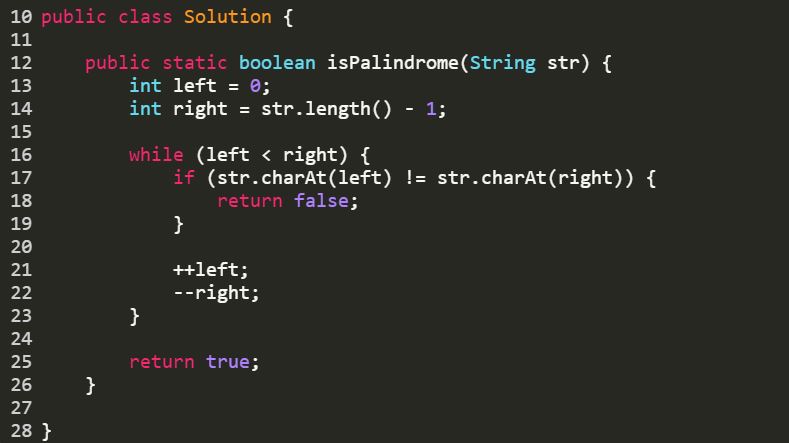 10 public class Solution {
11
12     public static boolean isPalindrome(String str) {
13         int left = 0;
14         int right = str.length() - 1;
15
16         while (left < right) {
17             if (str.charAt(left) != str.charAt(right)) {
18                 return false;
19             }
20
21             ++left;
22             --right;
23         }
24
25         return true;
26     }
27
28 }